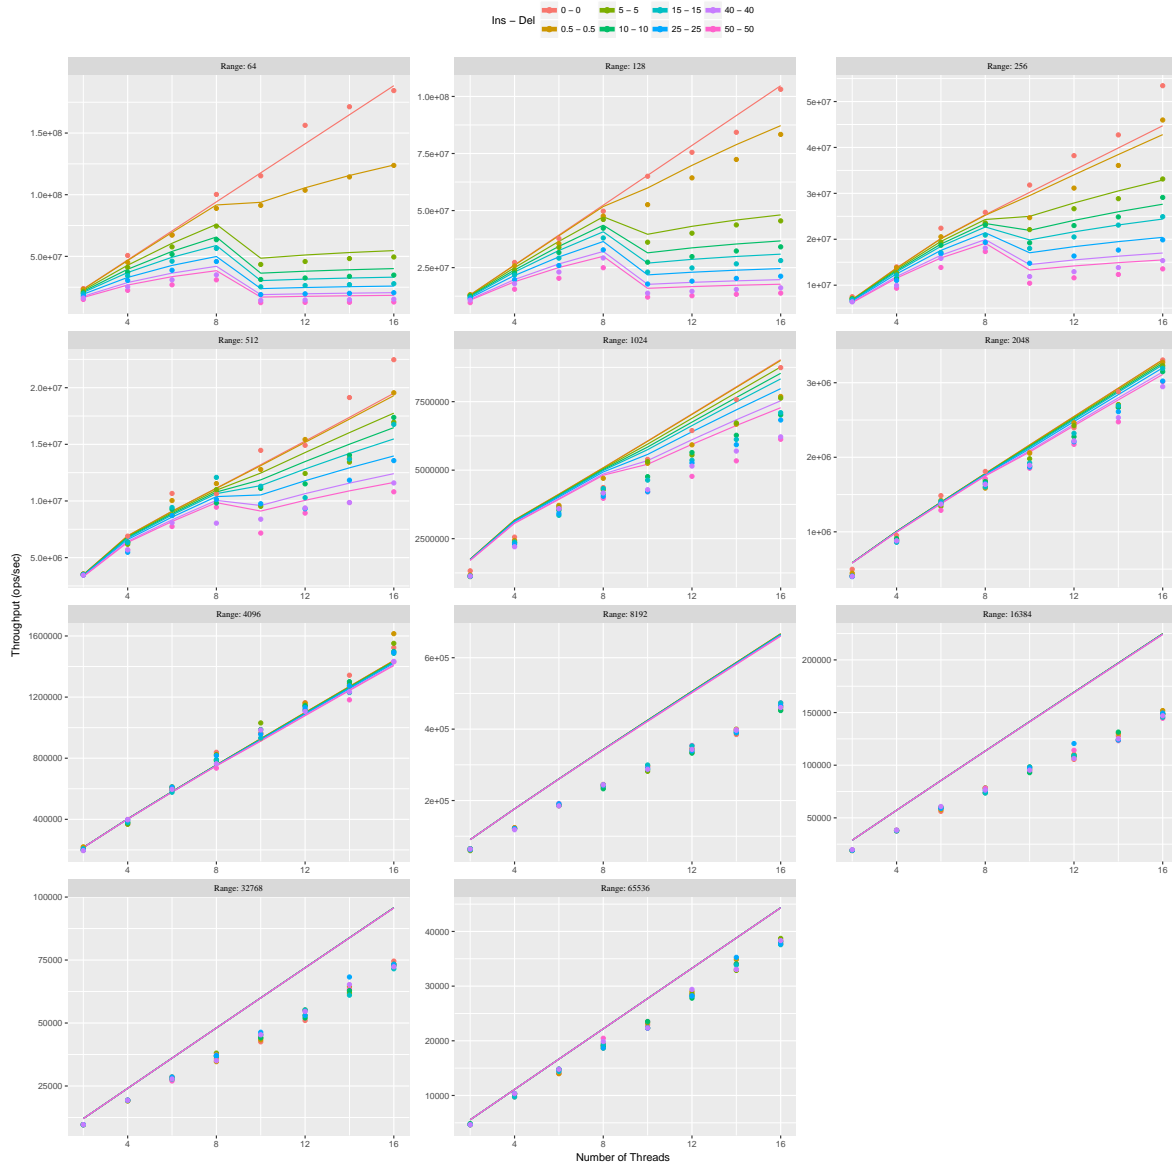 Ins − Del
0 − 0
5 − 5
15 − 15
40 − 40
0.5 − 0.5
10 − 10
25 − 25
50 − 50
Range: 64
Range: 128
Range: 256
1.5e+08
1.0e+08
5.0e+07
4
8
12
16
1.0e+08
7.5e+07
5.0e+07
2.5e+07
4
8
12
16
5e+07
4e+07
3e+07
2e+07
1e+07
4
8
12
16
Range: 512
Range: 1024
Range: 2048
2.0e+07
1.5e+07
1.0e+07
5.0e+06
4
8
12
16
7500000
5000000
2500000
4
8
12
16
3e+06
2e+06
1e+06
4
8
12
16
Throughput (ops/sec)
Range: 4096
Range: 8192
Range: 16384
1600000
1200000
800000
400000
4
8
12
16
6e+05
4e+05
2e+05
4
8
12
16
200000
150000
100000
50000
4
8
12
16
Range: 32768
Range: 65536
100000
75000
50000
25000
4
8
12
16
40000
30000
20000
10000
4
8
12
16
Number of Threads